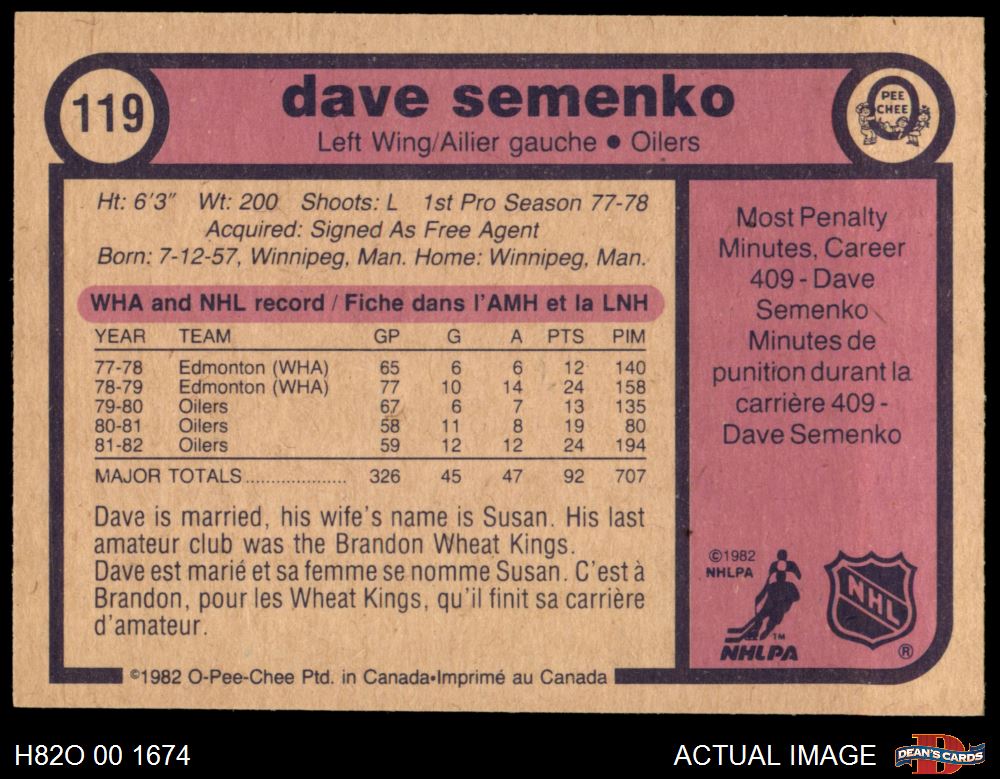 119
dave semenko
Left Wing/Ailier gauche • Oilers
PEE
CHEE
Ht: 6'3" Wt: 200 Shoots: L 1st Pro Season 77-78
Acquired: Signed As Free Agent
Born: 7-12-57, Winnipeg, Man. Home: Winnipeg, Man.
WHA and NHL record / Fiche dans l'AMH et la LNH
YEAR TEAM GP G A PTS PIM
77-78 Edmonton (WHA) 65 6 6 12 140
78-79 Edmonton (WHA) 77 10 14 24 158
79-80 Oilers 67 6 7 13 135
80-81 Oilers 58 11 8 19 80
81-82 Oilers 59 12 12 24 194
MAJOR TOTALS.................... 326 45 47 92 707
Dave is married, his wife's name is Susan. His last
amateur club was the Brandon Wheat Kings.
Dave est marié et sa femme se nomme Susan. C'est à
Brandon, pour les Wheat Kings, qu'il finit sa carrière
d'amateur.
©1982 O-Pee-Chee Ptd. in Canada•Imprimé au Canada
Most Penalty
Minutes, Career
409 - Dave
Semenko
Minutes de
punition durant la
carrière 409 -
Dave Semenko
©1982
NHLPA
TM
NHLPA
NHL
®
H82O 00 1674
ACTUAL IMAGE
DEAN'S CARDS